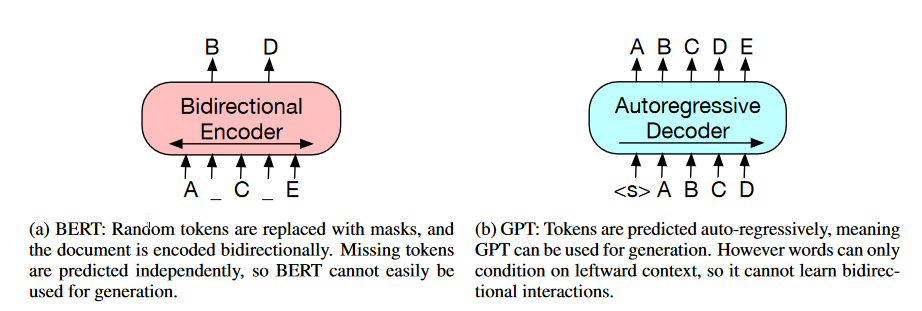 B D
Bidirectional
Encoder
A _ C _ E
(a) BERT: Random tokens are replaced with masks, and
the document is encoded bidirectionally. Missing tokens
are predicted independently, so BERT cannot easily be
used for generation.
A B C D E
Autoregressive
Decoder
<s> A B C D
(b) GPT: Tokens are predicted auto-regressively, meaning
GPT can be used for generation. However words can only
condition on leftward context, so it cannot learn bidirec-
tional interactions.